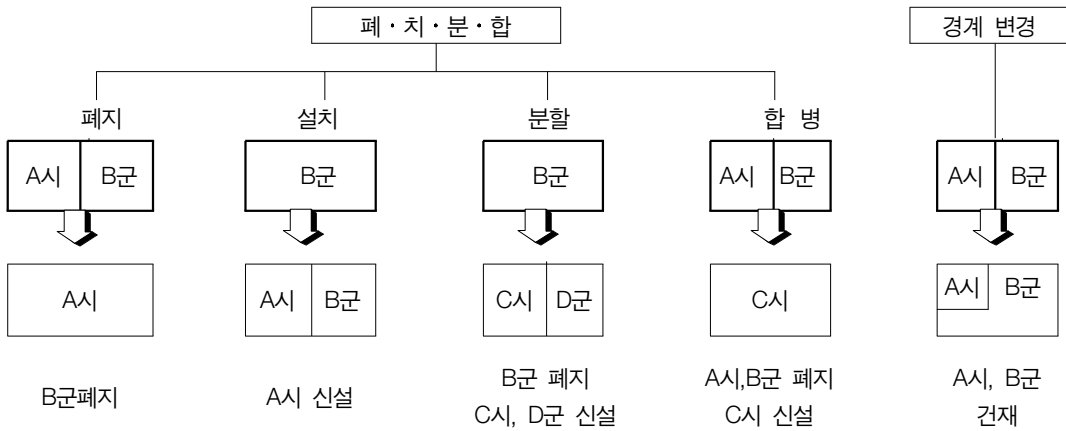 폐·치·분·합
경계 변경
폐지
설치
분할
합 병
A시
B군
B군
B군
A시
B군
A시
B군
A시
A시
B군
C시
D군
C시
A시
B군
B군폐지
A시 신설
B군 폐지
C시, D군 신설
A시,B군 폐지
C시 신설
A시, B군
건재